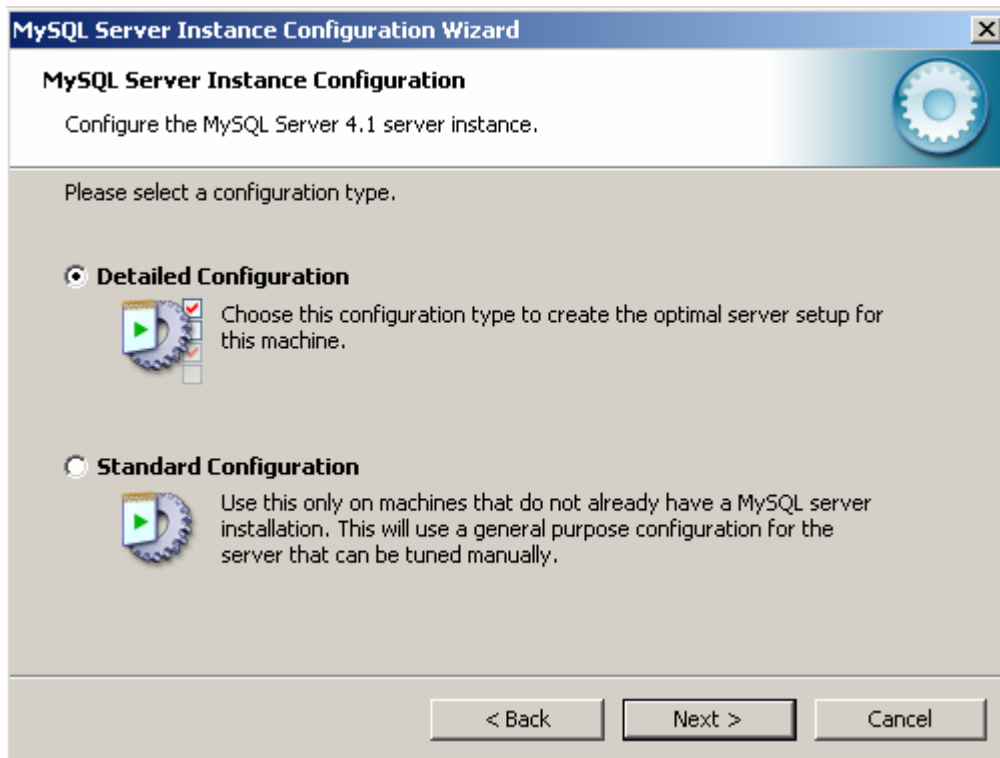 MySQL Server Instance Configuration Wizard
MySQL Server Instance Configuration
Configure the MySQL Server 4.1 server instance.
Please select a configuration type.
Detailed Configuration
Choose this configuration type to create the optimal server setup for
this machine.
Standard Configuration
Use this only on machines that do not already have a MySQL server
installation. This will use a general purpose configuration for the
server that can be tuned manually.
< Back
Next >
Cancel